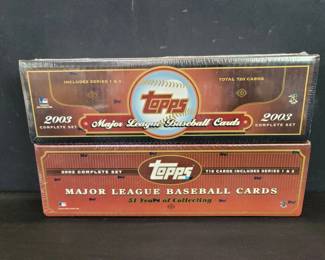 INCLUDES SERIES 1 & 2
TOTAL 720 CARDS
Topps
2003
COMPLETE SET
Major League Baseball Cards
2003
COMPLETE SET
2002 COMPLETE SET
Topps
718 CARDS INCLUDES SERIES 1 & 2
MAJOR LEAGUE BASEBALL CARDS
51 Years of Collecting